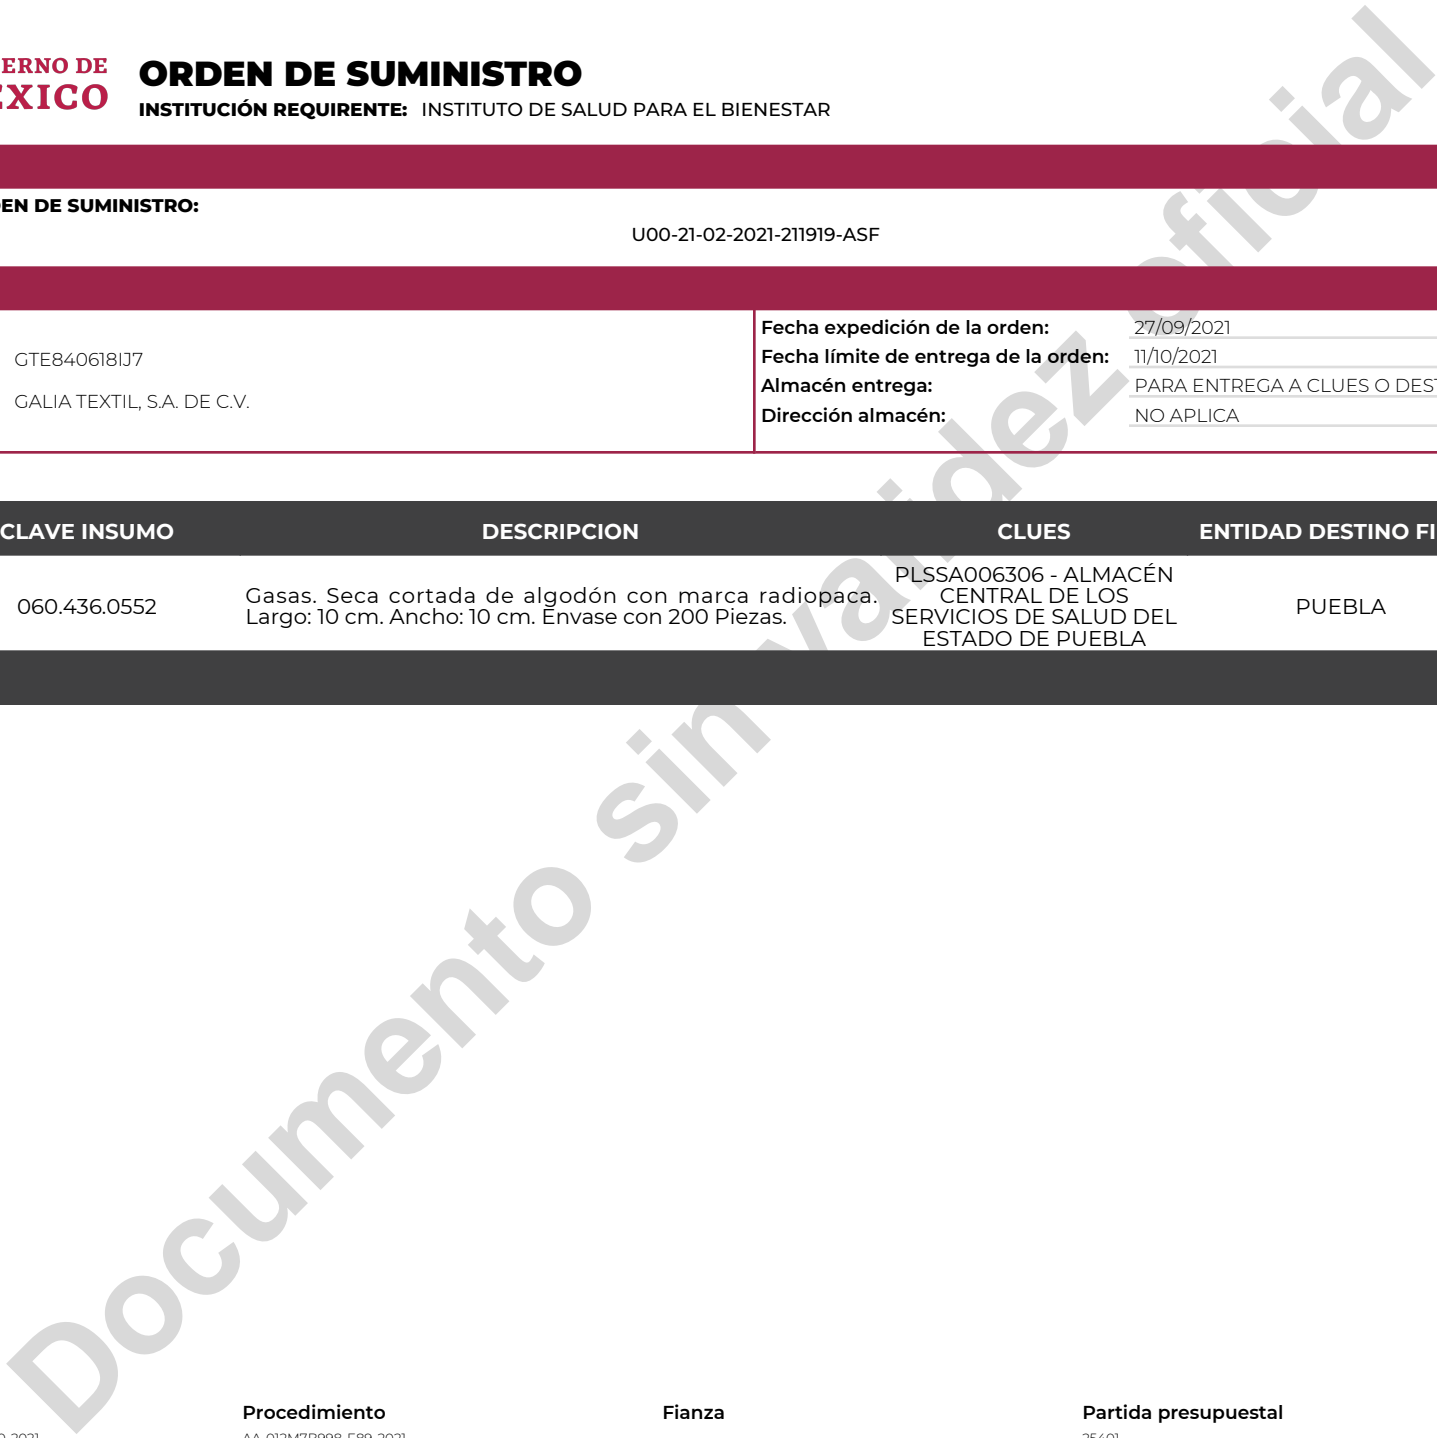 ERNO DE
ÉXICO
ORDEN DE SUMINISTRO
INSTITUCIÓN REQUIRENTE: INSTITUTO DE SALUD PARA EL BIENESTAR
EN DE SUMINISTRO:
U00-21-02-2021-211919-ASF
GTE840618IJ7
GALIA TEXTIL, S.A. DE C.V.
Fecha expedición de la orden: 27/09/2021
Fecha límite de entrega de la orden: 11/10/2021
Almacén entrega: PARA ENTREGA A CLUES O DEST
Dirección almacén: NO APLICA
CLAVE INSUMO DESCRIPCION CLUES ENTIDAD DESTINO FI
060.436.0552
Gasas. Seca cortada de algodón con marca radiopaca.
Largo: 10 cm. Ancho: 10 cm. Envase con 200 Piezas.
PLSSA006306 - ALMACÉN
CENTRAL DE LOS
SERVICIOS DE SALUD DEL
ESTADO DE PUEBLA
PUEBLA
Documento sin validez oficial
Procedimiento Fianza Partida presupuestal